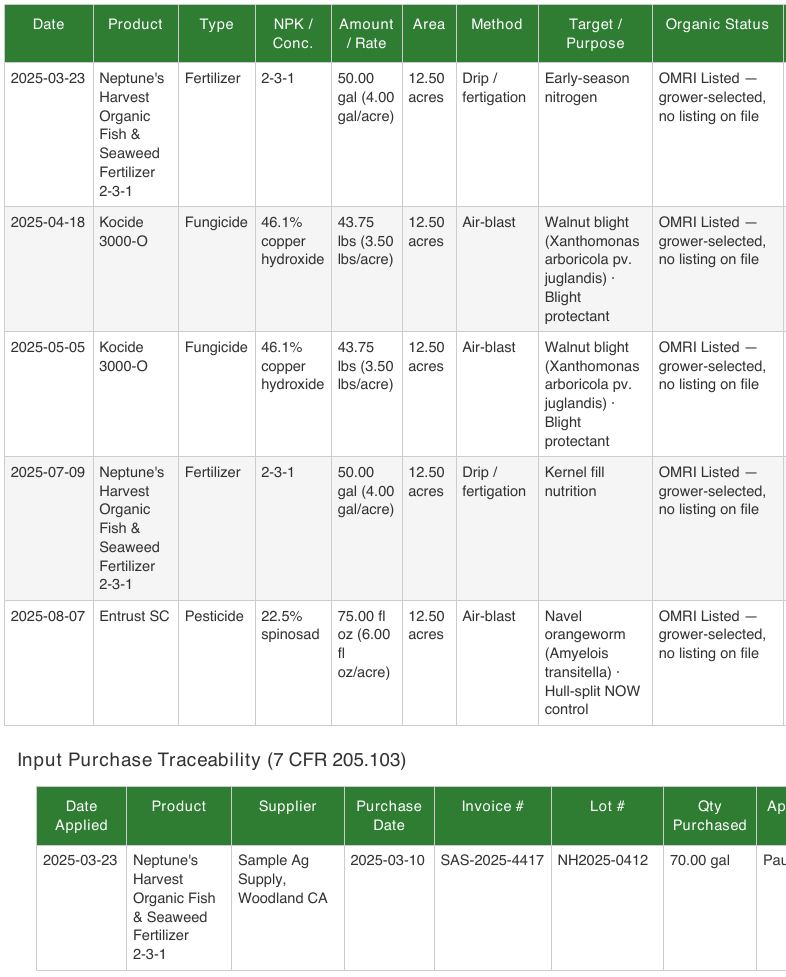 Date Product Type NPK / Conc. Amount / Rate Area Method Target / Purpose Organic Status
2025-03-23 Neptune's Harvest Organic Fish & Seaweed Fertilizer 2-3-1 Fertilizer 2-3-1 50.00 gal (4.00 gal/acre) 12.50 acres Drip / fertigation Early-season nitrogen OMRI Listed — grower-selected, no listing on file
2025-04-18 Kocide 3000-O Fungicide 46.1% copper hydroxide 43.75 lbs (3.50 lbs/acre) 12.50 acres Air-blast Walnut blight (Xanthomonas arboricola pv. juglandis) · Blight protectant OMRI Listed — grower-selected, no listing on file
2025-05-05 Kocide 3000-O Fungicide 46.1% copper hydroxide 43.75 lbs (3.50 lbs/acre) 12.50 acres Air-blast Walnut blight (Xanthomonas arboricola pv. juglandis) · Blight protectant OMRI Listed — grower-selected, no listing on file
2025-07-09 Neptune's Harvest Organic Fish & Seaweed Fertilizer 2-3-1 Fertilizer 2-3-1 50.00 gal (4.00 gal/acre) 12.50 acres Drip / fertigation Kernel fill nutrition OMRI Listed — grower-selected, no listing on file
2025-08-07 Entrust SC Pesticide 22.5% spinosad 75.00 fl oz (6.00 fl oz/acre) 12.50 acres Air-blast Navel orangeworm (Amyelois transitella) · Hull-split NOW control OMRI Listed — grower-selected, no listing on file
Input Purchase Traceability (7 CFR 205.103)
Date Applied Product Supplier Purchase Date Invoice # Lot # Qty Purchased Ap
2025-03-23 Neptune's Harvest Organic Fish & Seaweed Fertilizer 2-3-1 Sample Ag Supply, Woodland CA 2025-03-10 SAS-2025-4417 NH2025-0412 70.00 gal Pau